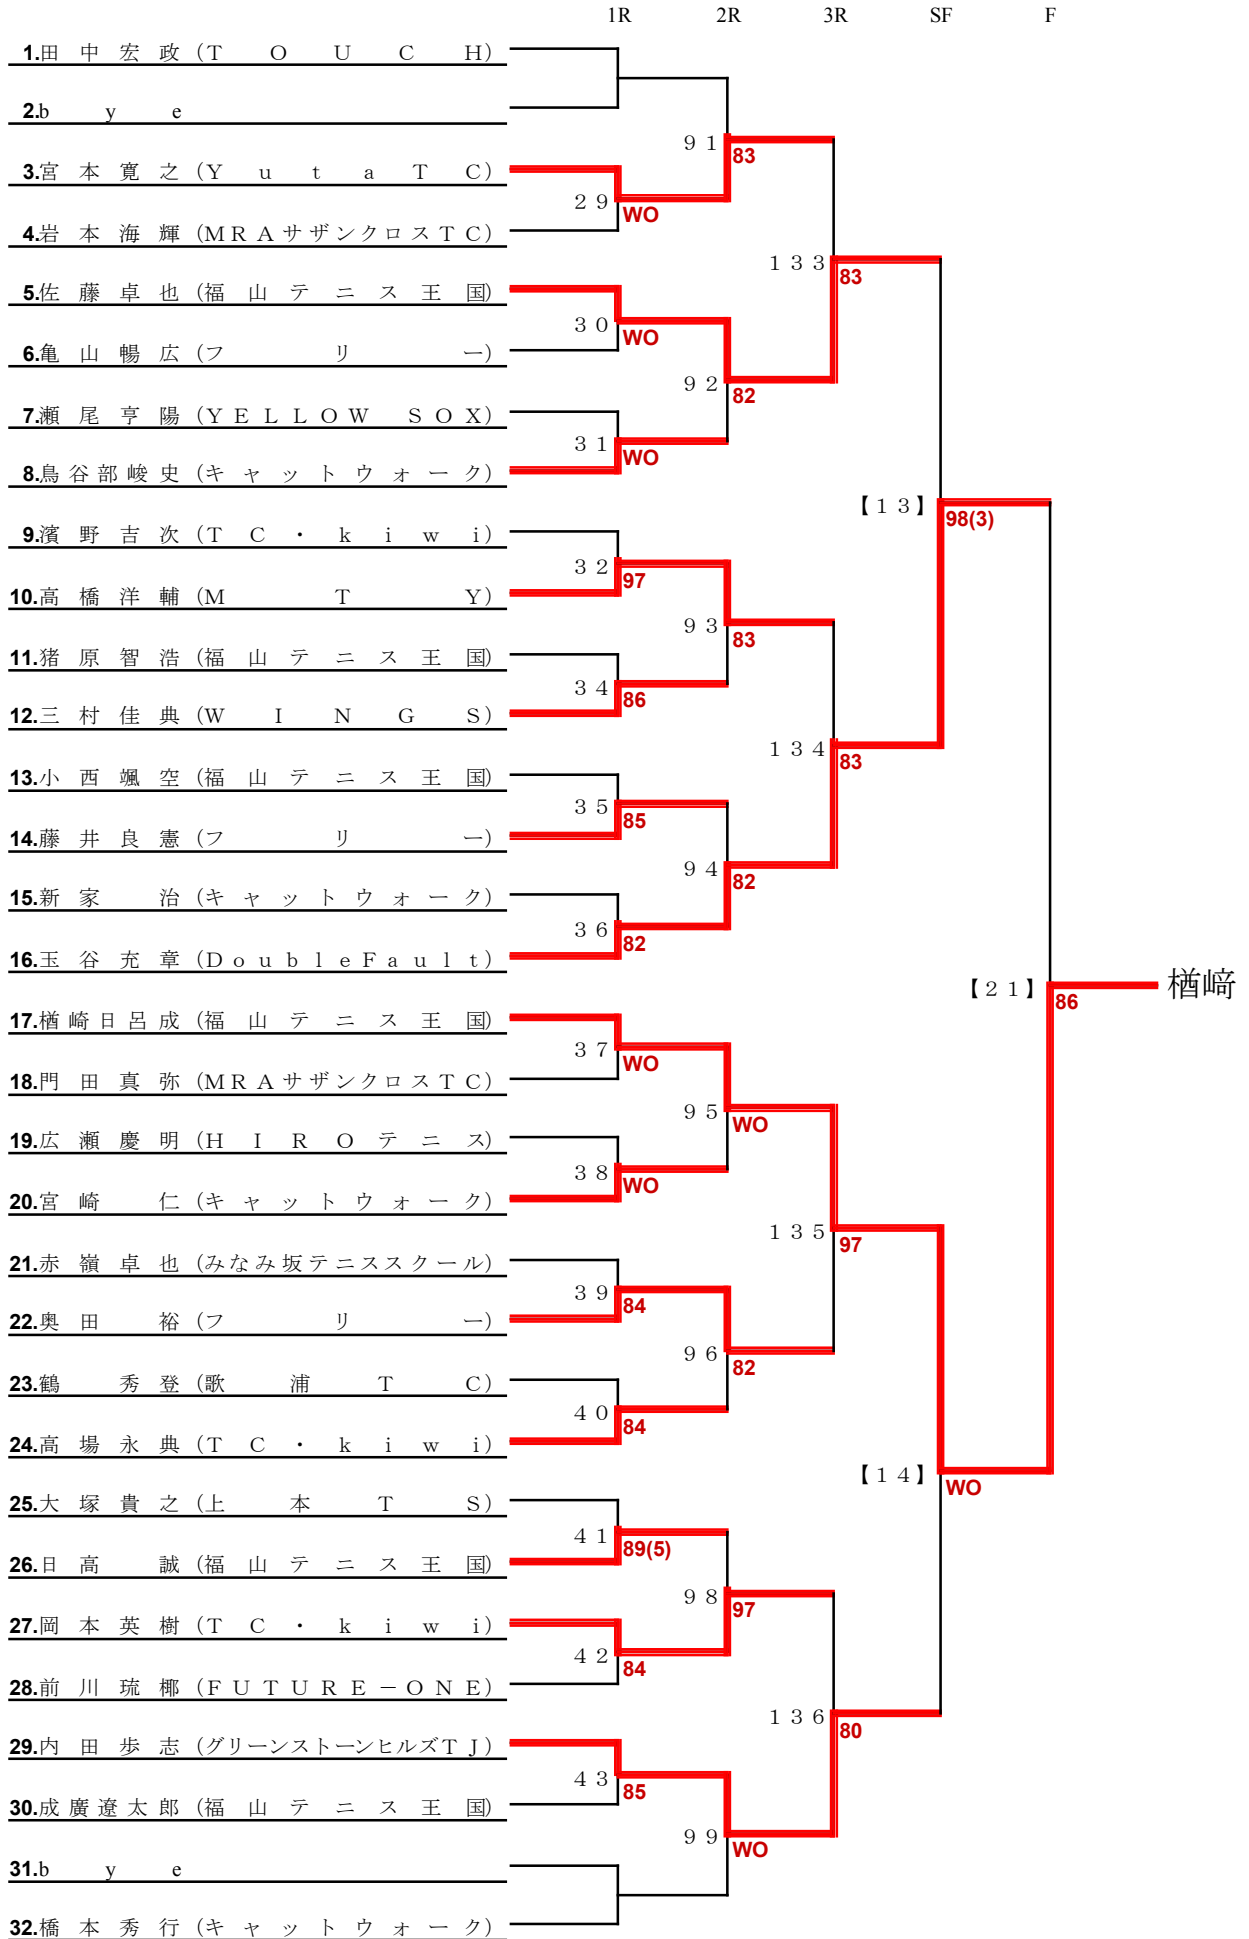 1R 2R 3R SF F
1.田中宏政(TOUCH)
2.bye
91
83
3.宮本寛之(YutaTC)
29
WO
4.岩本海輝(MRAサザンクロスTC)
133
83
5.佐藤卓也(福山テニス王国)
30
WO
6.亀山暢広(フリー)
92
82
7.瀬尾亨陽(YELLOW SOX)
31
WO
8.鳥谷部峻史(キャットウォーク)
【13】
98(3)
9.濱野吉次(TC・kiwi)
32
97
10.高橋洋輔(MTY)
93
83
11.猪原智浩(福山テニス王国)
34
86
12.三村佳典(WINGS)
134
83
13.小西颯空(福山テニス王国)
35
85
14.藤井良憲(フリー)
94
82
15.新家 治(キャットウォーク)
36
82
16.玉谷充章(DoubleFault)
【21】
86
楢﨑
17.楢崎日呂成(福山テニス王国)
37
WO
18.門田真弥(MRAサザンクロスTC)
95
WO
19.広瀬慶明(HIROテニス)
38
WO
20.宮崎 仁(キャットウォーク)
135
97
21.赤嶺卓也(みなみ坂テニススクール)
39
84
22.奥田 裕(フリー)
96
82
23.鶴 秀登(歌浦TC)
40
84
24.高場永典(TC・kiwi)
【14】
WO
25.大塚貴之(上本TS)
41
89(5)
26.日高 誠(福山テニス王国)
98
97
27.岡本英樹(TC・kiwi)
42
84
28.前川琉椰(FUTURE－ONE)
136
80
29.内田歩志(グリーンストーンヒルズTJ)
43
85
30.成廣遼太郎(福山テニス王国)
99
WO
31.bye
32.橋本秀行(キャットウォーク)